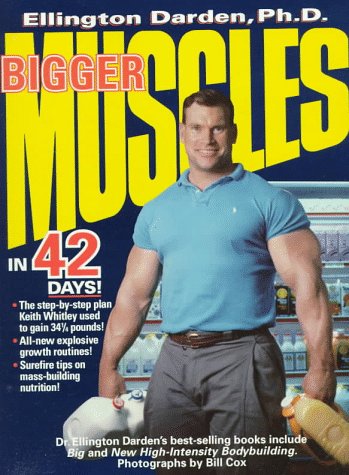 Ellington Darden, Ph.D.
BIGGER
MUSCLES
IN 42
DAYS!
• The step-by-step plan
Keith Whitley used
to gain 34¼ pounds!
• All-new explosive
growth routines!
• Surefire tips on
mass-building
nutrition!
Dr. Ellington Darden's best-selling books include
Big and New High-Intensity Bodybuilding.
Photographs by Bill Cox